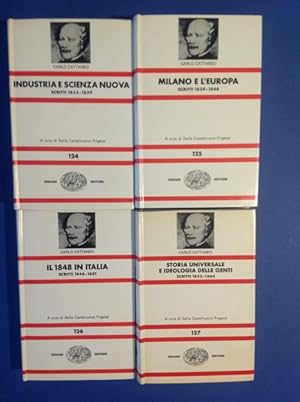 CARLO CATTANEO
INDUSTRIA E SCIENZA NUOVA
SCRITTI 1833-1839
A cura di Delia Castelnuovo Frigessi
124
EINAUDI EDITORE
CARLO CATTANEO
MILANO E L'EUROPA
SCRITTI 1839-1846
A cura di Delia Castelnuovo Frigessi
125
EINAUDI EDITORE
CARLO CATTANEO
IL 1848 IN ITALIA
SCRITTI 1848-1851
A cura di Delia Castelnuovo Frigessi
126
EINAUDI EDITORE
CARLO CATTANEO
STORIA UNIVERSALE
E IDEOLOGIA DELLE GENTI
SCRITTI 1852-1864
A cura di Delia Castelnuovo Frigessi
127
EINAUDI EDITORE